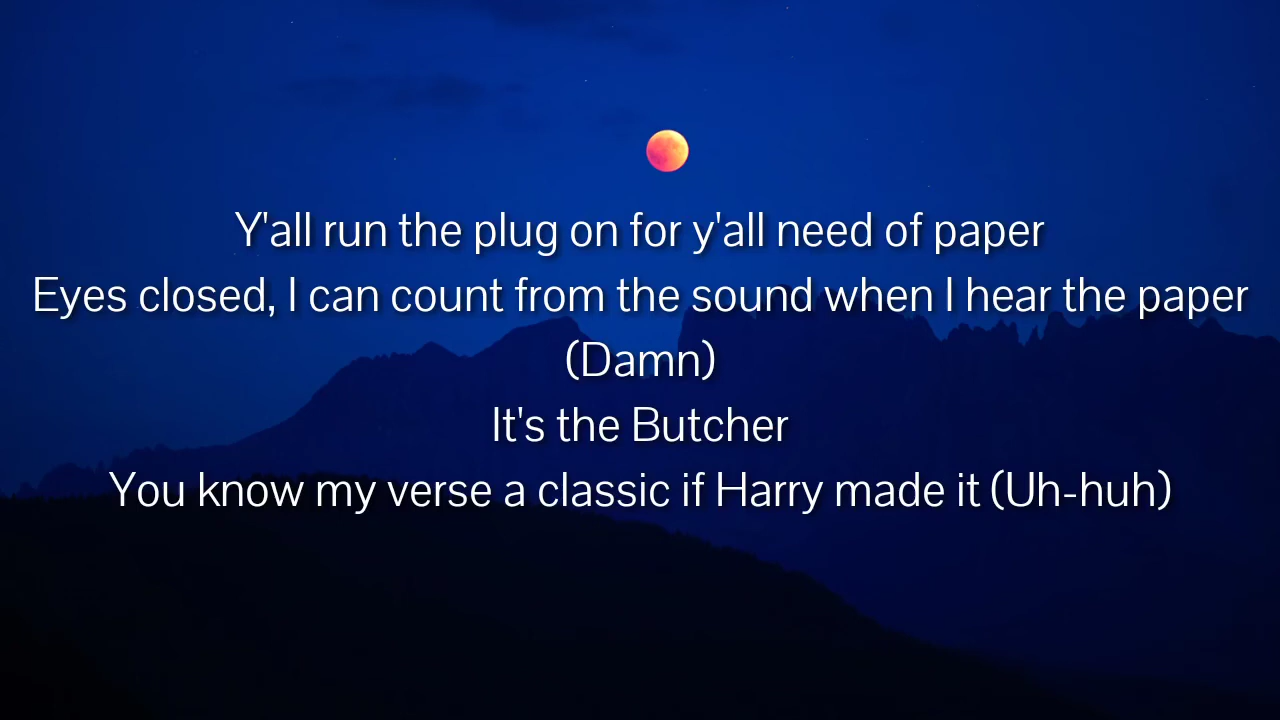 Y'all run the plug on for y'all need of paper
Eyes closed, I can count from the sound when I hear the paper
(Damn)
It's the Butcher
You know my verse a classic if Harry made it (Uh-huh)